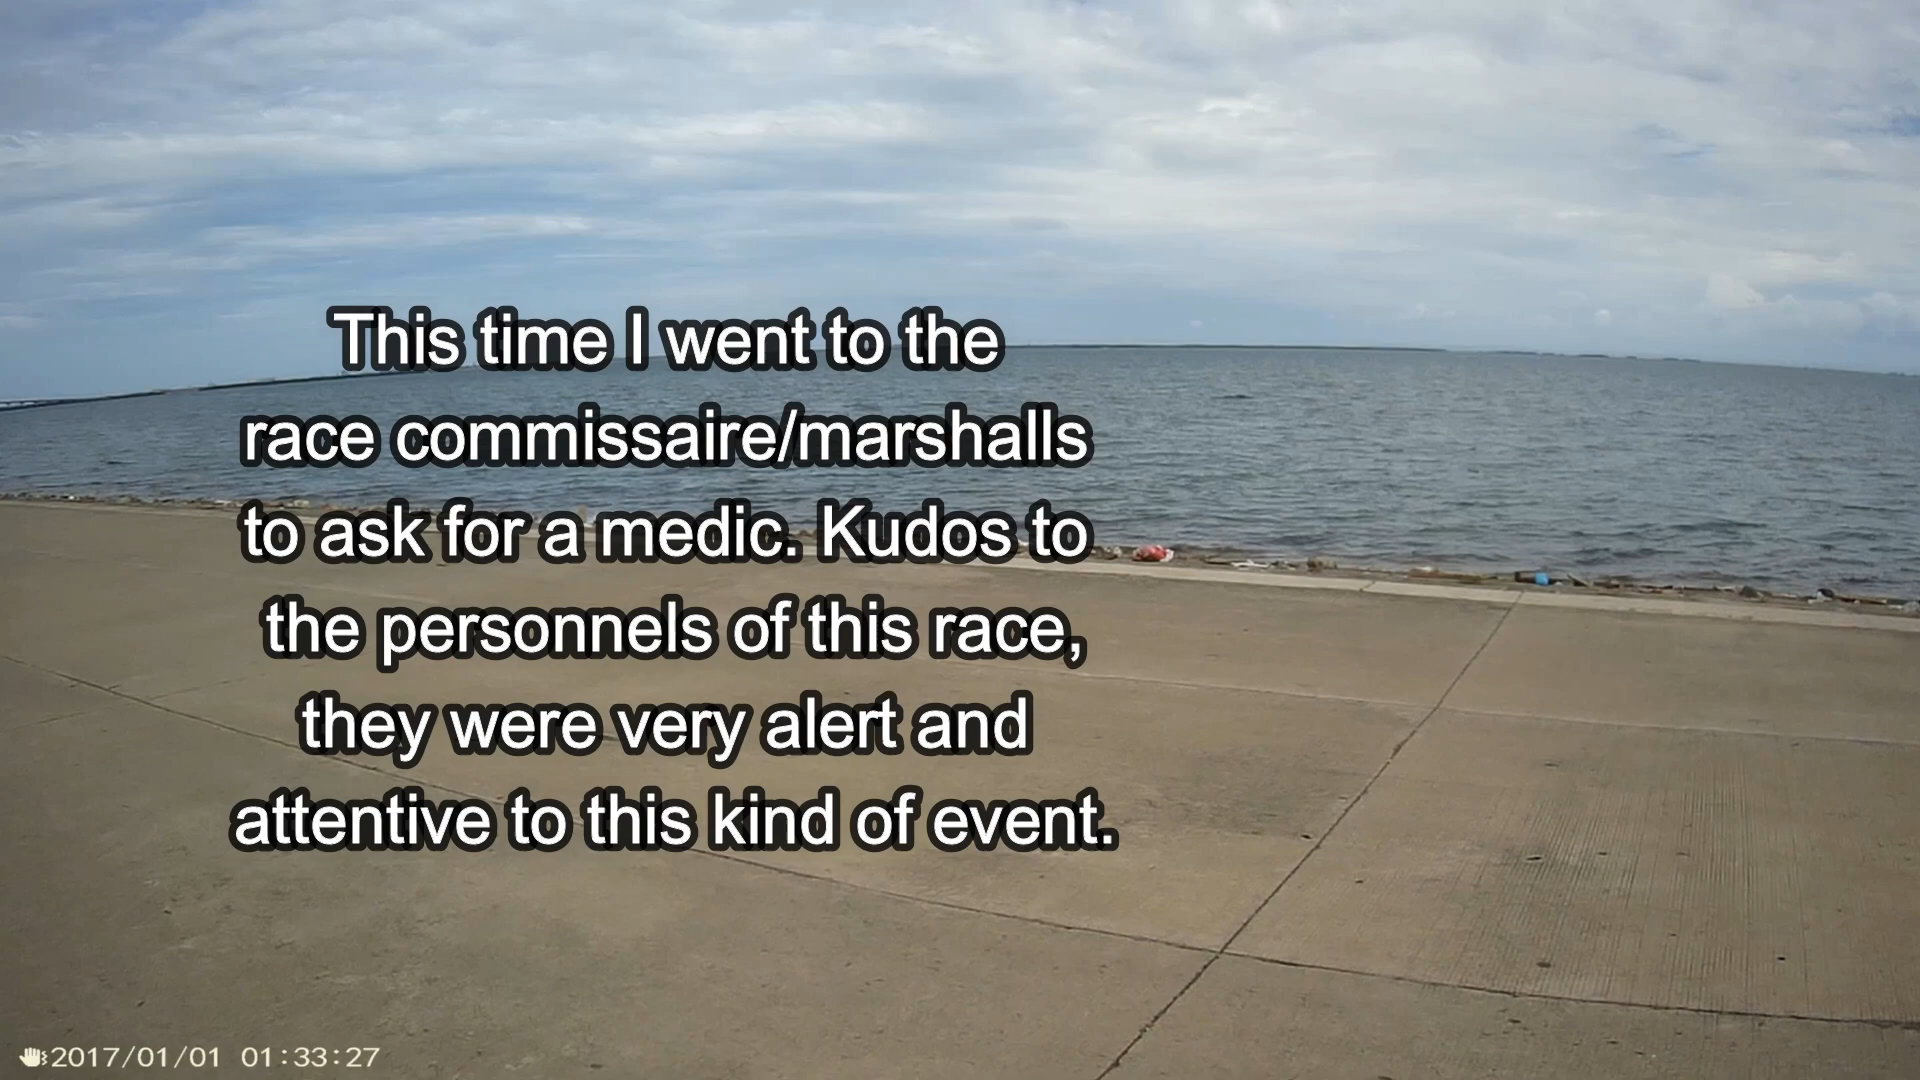 This time I went to the
race commissaire/marshalls
to ask for a medic. Kudos to
the personnels of this race,
they were very alert and
attentive to this kind of event.
2017/01/01 01:33:27